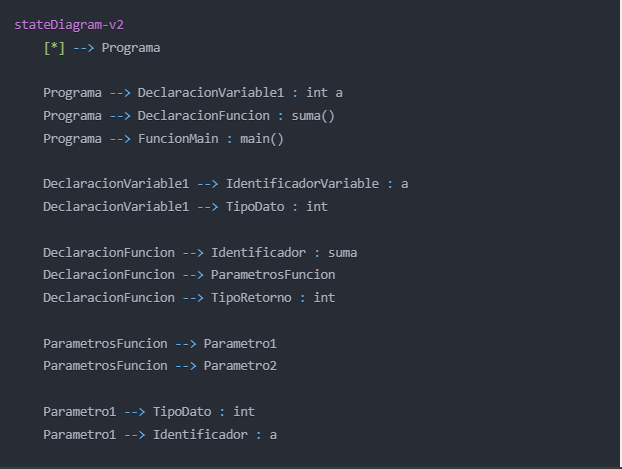 stateDiagram-v2
[*] --> Programa
Programa --> DeclaracionVariable1 : int a
Programa --> DeclaracionFuncion : suma()
Programa --> FuncionMain : main()
DeclaracionVariable1 --> IdentificadorVariable : a
DeclaracionVariable1 --> TipoDato : int
DeclaracionFuncion --> Identificador : suma
DeclaracionFuncion --> ParametrosFuncion
DeclaracionFuncion --> TipoRetorno : int
ParametrosFuncion --> Parametro1
ParametrosFuncion --> Parametro2
Parametro1 --> TipoDato : int
Parametro1 --> Identificador : a